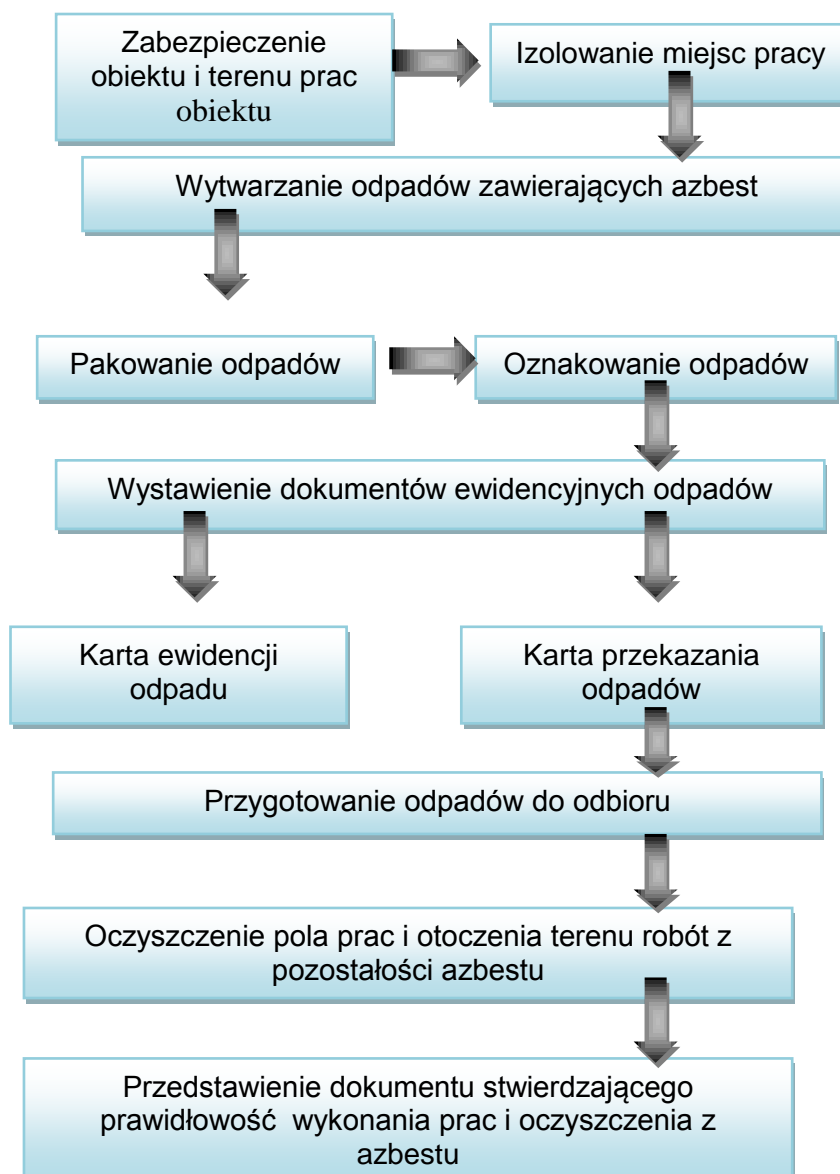 Zabezpieczenie
obiektu i terenu prac
obiektu
Izolowanie miejsc pracy
Wytwarzanie odpadów zawierających azbest
Pakowanie odpadów
Oznakowanie odpadów
Wystawienie dokumentów ewidencyjnych odpadów
Karta ewidencji
odpadu
Karta przekazania
odpadów
Przygotowanie odpadów do odbioru
Oczyszczenie pola prac i otoczenia terenu robót z
pozostałości azbestu
Przedstawienie dokumentu stwierdzającego
prawidłowość wykonania prac i oczyszczenia z
azbestu